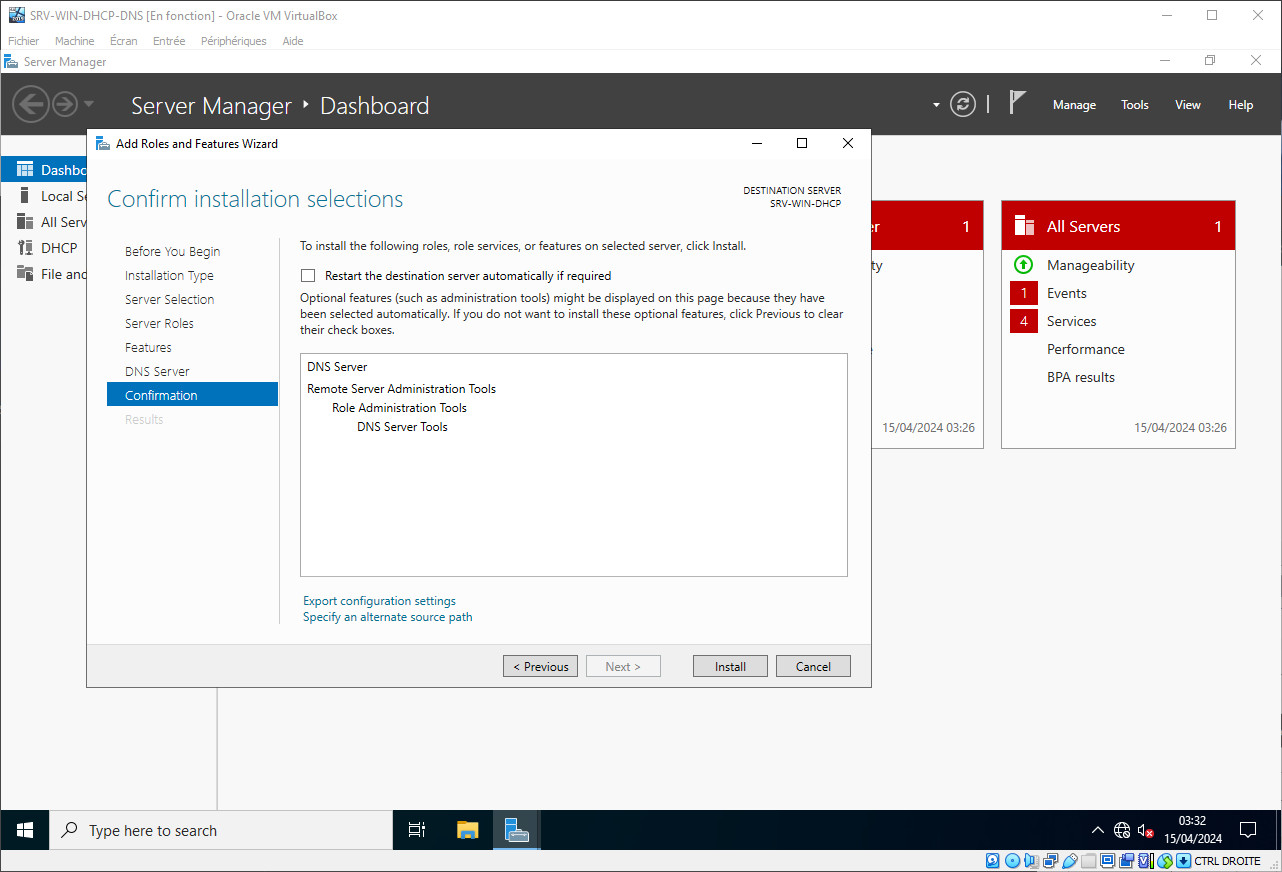 SRV-WIN-DHCP-DNS [En fonction] - Oracle VM VirtualBox
Fichier Machine Écran Entrée Périphériques Aide
Server Manager
Server Manager Dashboard
Manage Tools View Help
Add Roles and Features Wizard
Dashbo
Local Se
All Serv
DHCP
File and
Confirm installation selections
DESTINATION SERVER
SRV-WIN-DHCP
Before You Begin
Installation Type
Server Selection
Server Roles
Features
DNS Server
Confirmation
Results
To install the following roles, role services, or features on selected server, click Install.
Restart the destination server automatically if required
Optional features (such as administration tools) might be displayed on this page because they have
been selected automatically. If you do not want to install these optional features, click Previous to clear
their check boxes.
DNS Server
Remote Server Administration Tools
Role Administration Tools
DNS Server Tools
Export configuration settings
Specify an alternate source path
< Previous Next > Install Cancel
er 1
ty
15/04/2024 03:26
All Servers 1
Manageability
1 Events
4 Services
Performance
BPA results
15/04/2024 03:26
Type here to search
03:32
15/04/2024
CTRL DROITE